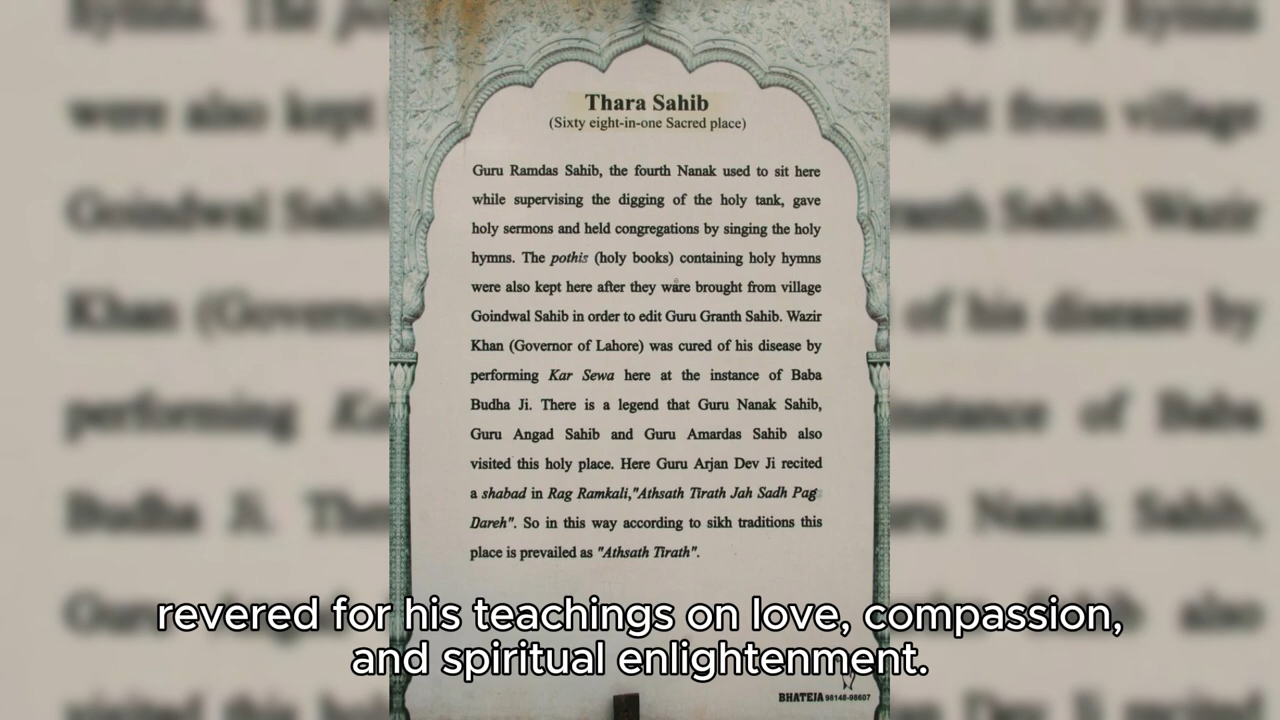 Thara Sahib
(Sixty eight-in-one Sacred place)
Guru Ramdas Sahib, the fourth Nanak used to sit here
while supervising the digging of the holy tank, gave
holy sermons and held congregations by singing the holy
hymns. The pothis (holy books) containing holy hymns
were also kept here after they were brought from village
Goindwal Sahib in order to edit Guru Granth Sahib. Wazir
Khan (Governor of Lahore) was cured of his disease by
performing Kar Sewa here at the instance of Baba
Budha Ji. There is a legend that Guru Nanak Sahib,
Guru Angad Sahib and Guru Amardas Sahib also
visited this holy place. Here Guru Arjan Dev Ji recited
a shabad in Rag Ramkali,"Athsath Tirath Jah Sadh Pag
Dareh". So in this way according to sikh traditions this
place is prevailed as "Athsath Tirath".
revered for his teachings on love, compassion,
and spiritual enlightenment.
BHATEJA 98148-98607